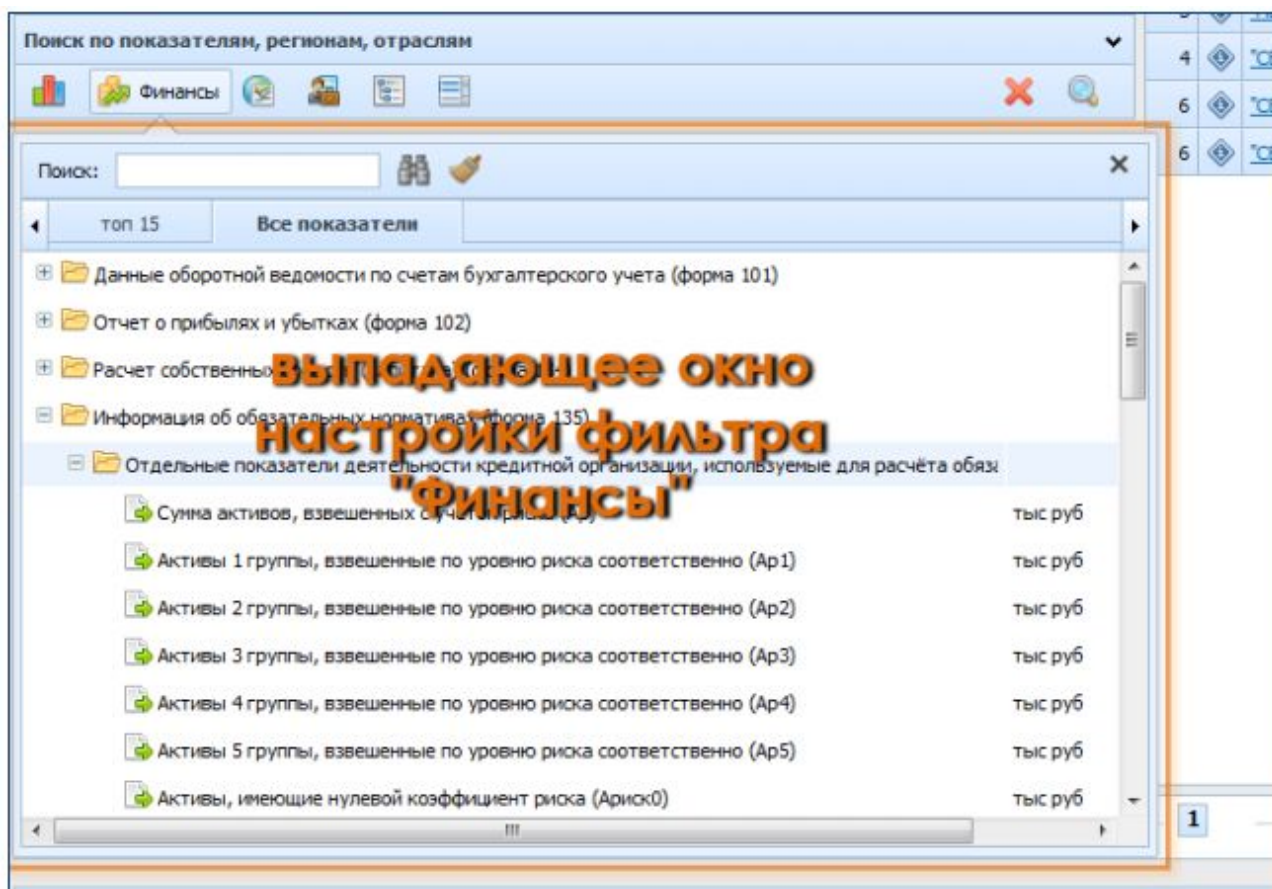 Поиск по показателям, регионам, отраслям
Финансы
4
6
6
Поиск:
топ 15 Все показатели
Данные оборотной ведомости по счетам бухгалтерского учета (форма 101)
Отчет о прибылях и убытках (форма 102)
Расчет собственных
Информация об обязательных нормативах (форма 135)
выпадающее окно
настройки фильтра
"Финансы"
Отдельные показатели деятельности кредитной организации, используемые для расчёта обяза
Сумма активов, взвешенных с учетом риска (Ар) тыс руб
Активы 1 группы, взвешенные по уровню риска соответственно (Ар1) тыс руб
Активы 2 группы, взвешенные по уровню риска соответственно (Ар2) тыс руб
Активы 3 группы, взвешенные по уровню риска соответственно (Ар3) тыс руб
Активы 4 группы, взвешенные по уровню риска соответственно (Ар4) тыс руб
Активы 5 группы, взвешенные по уровню риска соответственно (Ар5) тыс руб
Активы, имеющие нулевой коэффициент риска (Ариск0) тыс руб
1